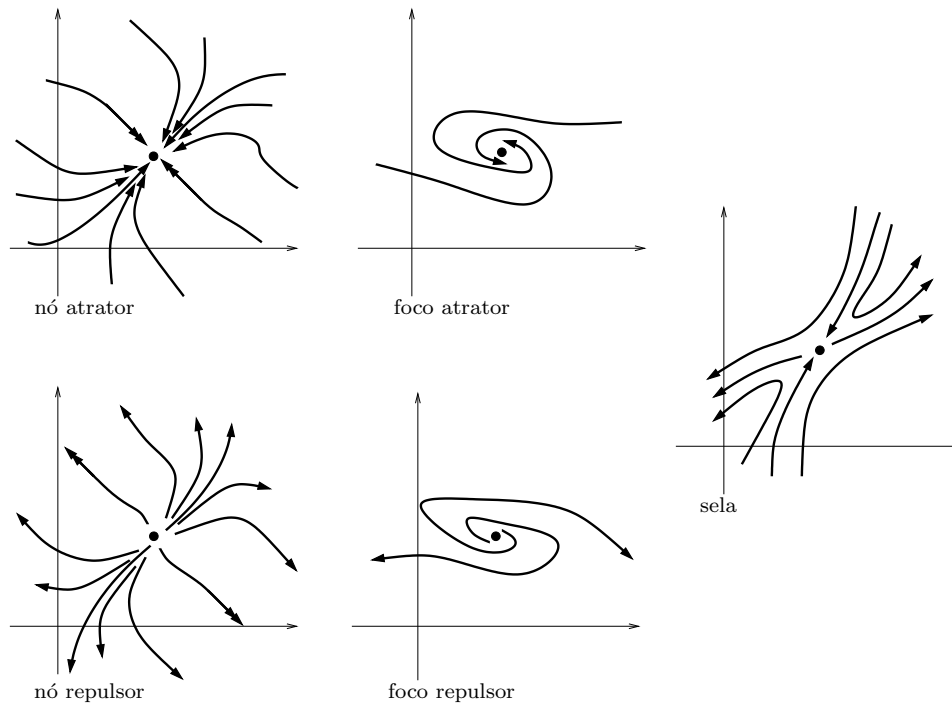 nó atrator
foco atrator
sela
nó repulsor
foco repulsor